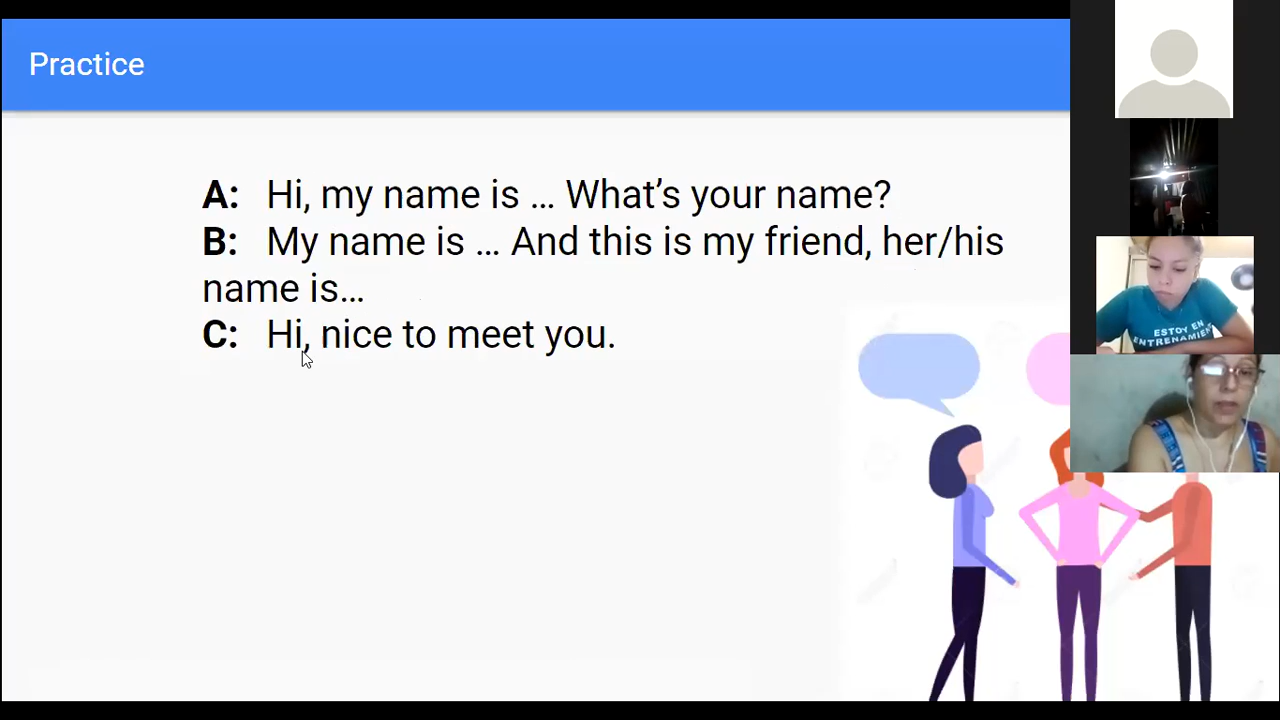 Practice
A: Hi, my name is ... What's your name?
B: My name is ... And this is my friend, her/his
name is...
C: Hi, nice to meet you.
ESTOY EN
ENTRENAMIEN